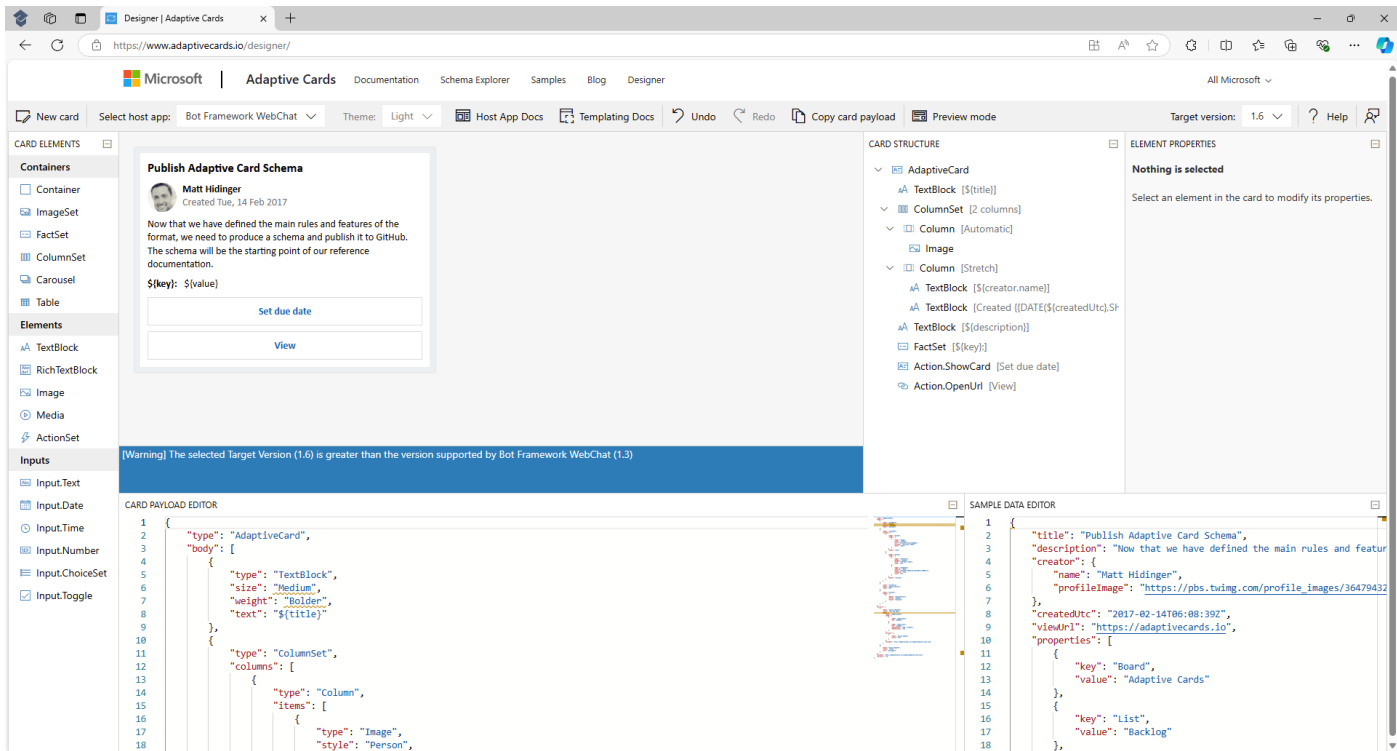 Designer | Adaptive Cards
https://www.adaptivecards.io/designer/
Microsoft | Adaptive Cards Documentation Schema Explorer Samples Blog Designer All Microsoft
New card Select host app: Bot Framework WebChat Theme: Light Host App Docs Templating Docs Undo Redo Copy card payload Preview mode Target version: 1.6 Help
CARD ELEMENTS
Containers
Container
ImageSet
FactSet
ColumnSet
Carousel
Table
Elements
TextBlock
RichTextBlock
Image
Media
ActionSet
Inputs
Input.Text
Input.Date
Input.Time
Input.Number
Input.ChoiceSet
Input.Toggle
Publish Adaptive Card Schema
Matt Hidinger
Created Tue, 14 Feb 2017
Now that we have defined the main rules and features of the
format, we need to produce a schema and publish it to GitHub.
The schema will be the starting point of our reference
documentation.
${key}: ${value}
Set due date
View
[Warning] The selected Target Version (1.6) is greater than the version supported by Bot Framework WebChat (1.3)
CARD STRUCTURE
AdaptiveCard
TextBlock [${title}]
ColumnSet [2 columns]
Column [Automatic]
Image
Column [Stretch]
TextBlock [${creator.name}]
TextBlock [Created {{DATE(${createdUtc},SH
TextBlock [${description}]
FactSet [${key}:]
Action.ShowCard [Set due date]
Action.OpenUrl [View]
ELEMENT PROPERTIES
Nothing is selected
Select an element in the card to modify its properties.
CARD PAYLOAD EDITOR
1 {
2 "type": "AdaptiveCard",
3 "body": [
4 {
5 "type": "TextBlock",
6 "size": "Medium",
7 "weight": "Bolder",
8 "text": "${title}"
9 },
10 {
11 "type": "ColumnSet",
12 "columns": [
13 {
14 "type": "Column",
15 "items": [
16 {
17 "type": "Image",
18 "style": "Person",
SAMPLE DATA EDITOR
1 {
2 "title": "Publish Adaptive Card Schema",
3 "description": "Now that we have defined the main rules and featur
4 "creator": {
5 "name": "Matt Hidinger",
6 "profileImage": "https://pbs.twimg.com/profile_images/36479432
7 },
8 "createdUtc": "2017-02-14T06:08:39Z",
9 "viewUrl": "https://adaptivecards.io",
10 "properties": [
11 {
12 "key": "Board",
13 "value": "Adaptive Cards"
14 },
15 {
16 "key": "List",
17 "value": "Backlog"
18 },